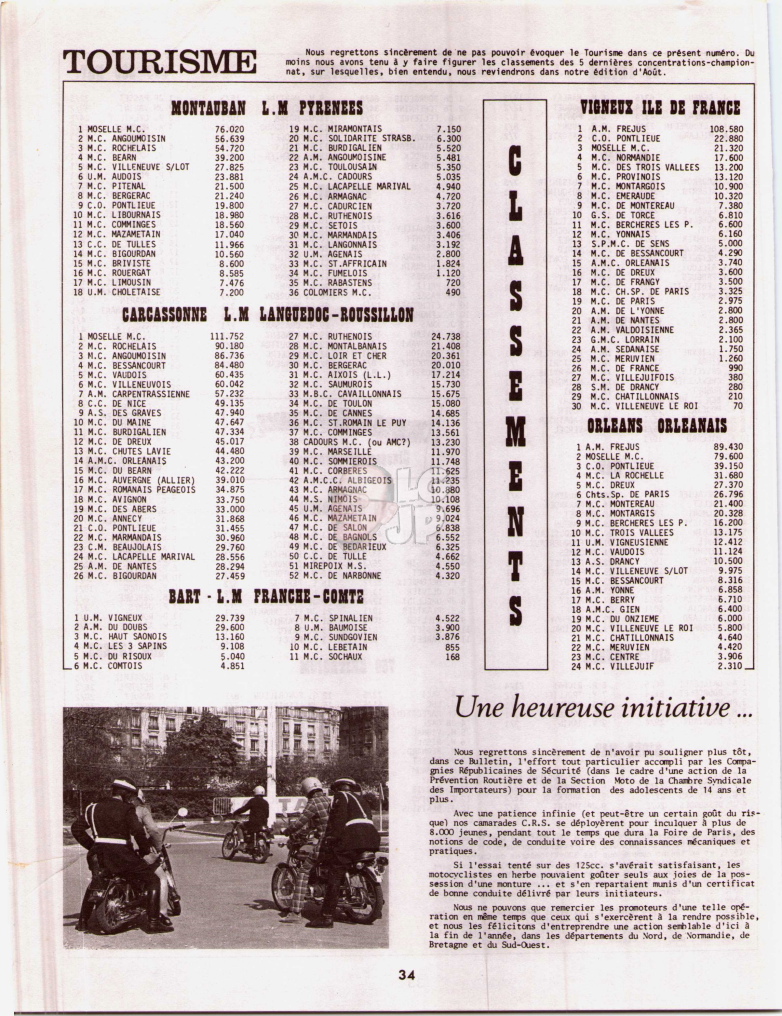 TOURISME
Nous regrettons sincèrement de ne pas pouvoir évoquer le Tourisme dans ce présent numéro. Du
moins nous avons tenu à y faire figurer les classements des 5 dernières concentrations-champion-
nat, sur lesquelles, bien entendu, nous reviendrons dans notre édition d'Août.
MONTAUBAN L.M PYRENEES
1 MOSELLE M.C. 76.020
2 M.C. ANGOUMOISIN 56.639
3 M.C. ROCHELAIS 54.720
4 M.C. BEARN 39.200
5 M.C. VILLENEUVE S/LOT 27.825
6 U.M. AUDOIS 23.881
7 M.C. PITENAL 21.500
8 M.C. BERGERAC 21.240
9 C.O. PONTLIEUE 19.800
10 M.C. LIBOURNAIS 18.980
11 M.C. COMMINGES 18.560
12 M.C. MAZAMETAIN 17.040
13 C.C. DE TULLES 11.966
14 M.C. BIGOURDAN 10.560
15 M.C. BRIVISTE 8.600
16 M.C. ROUERGAT 8.585
17 M.C. LIMOUSIN 7.476
18 U.M. CHOLETAISE 7.200
19 M.C. MIRAMONTAIS 7.150
20 M.C. SOLIDARITE STRASB. 6.300
21 M.C. BURDIGALIEN 5.520
22 A.M. ANGOUMOISINE 5.481
23 M.C. TOULOUSAIN 5.350
24 A.M.C. CADOURS 5.035
25 M.C. LACAPELLE MARIVAL 4.940
26 M.C. ARMAGNAC 4.720
27 M.C. CADURCIEN 3.720
28 M.C. RUTHENOIS 3.616
29 M.C. SETOIS 3.600
30 M.C. MARMANDAIS 3.406
31 M.C. LANGONNAIS 3.192
32 U.M. AGENAIS 2.800
33 M.C. ST.AFFRICAIN 1.824
34 M.C. FUMELOIS 1.120
35 M.C. RABASTENS 720
36 COLOMIERS M.C. 490
CARCASSONNE L.M LANGUEDOC-ROUSSILLON
1 MOSELLE M.C. 111.752
2 M.C. ROCHELAIS 90.180
3 M.C. ANGOUMOISIN 86.736
4 M.C. BESSANCOURT 84.480
5 M.C. VAUDOIS 60.435
6 M.C. VILLENEUVOIS 60.042
7 A.M. CARPENTRASSIENNE 57.232
8 C.C. DE NICE 49.135
9 A.S. DES GRAVES 47.940
10 M.C. DU MAINE 47.647
11 M.C. BURDIGALIEN 47.334
12 M.C. DE DREUX 45.017
13 M.C. CHUTES LAVIE 44.480
14 A.M.C. ORLEANAIS 43.200
15 M.C. DU BEARN 42.222
16 M.C. AUVERGNE (ALLIER) 39.010
17 M.C. ROMANAIS PEAGEOIS 34.875
18 M.C. AVIGNON 33.750
19 M.C. DES ABERS 33.000
20 M.C. ANNECY 31.868
21 C.O. PONTLIEUE 31.455
22 M.C. MARMANDAIS 30.960
23 C.M. BEAUJOLAIS 29.760
24 M.C. LACAPELLE MARIVAL 28.556
25 A.M. DE NANTES 28.294
26 M.C. BIGOURDAN 27.459
27 M.C. RUTHENOIS 24.738
28 M.C. MONTALBANAIS 21.408
29 M.C. LOIR ET CHER 20.361
30 M.C. BERGERAC 20.010
31 M.C. AIXOIS (L.L.) 17.214
32 M.C. SAUMUROIS 15.730
33 M.B.C. CAVAILLONNAIS 15.675
34 M.C. DE TOULON 15.080
35 M.C. DE CANNES 14.685
36 M.C. ST.ROMAIN LE PUY 14.136
37 M.C. COMMINGES 13.561
38 CADOURS M.C. (ou AMC?) 13.230
39 M.C. MARSEILLE 11.970
40 M.C. SOMMIEROIS 11.748
41 M.C. CORBERES 11.625
42 A.M.C.C. ALBIGEOIS 11.235
43 M.C. ARMAGNAC 10.880
44 M.S. NIMOIS 10.108
45 U.M. AGENAIS 9.696
46 M.C. MAZAMETAIN 9.024
47 M.C. DE SALON 6.838
48 M.C. DE BAGNOLS 6.552
49 M.C. DE BEDARIEUX 6.325
50 C.C. DE TULLE 4.662
51 MIREPOIX M.S. 4.550
52 M.C. DE NARBONNE 4.320
BART - L.M FRANCHE-COMTE
1 U.M. VIGNEUX 29.739
2 A.M. DU DOUBS 29.600
3 M.C. HAUT SAONOIS 13.160
4 M.C. LES 3 SAPINS 9.108
5 M.C. DU RISOUX 5.040
6 M.C. COMTOIS 4.851
7 M.C. SPINALIEN 4.522
8 U.M. BAUMOISE 3.900
9 M.C. SUNDGOVIEN 3.876
10 M.C. LEBETAIN 855
11 M.C. SOCHAUX 168
CLASSEMENTS
VIGNEUX ILE DE FRANCE
1 A.M. FREJUS 108.580
2 C.O. PONTLIEUE 22.880
3 MOSELLE M.C. 21.320
4 M.C. NORMANDIE 17.600
5 M.C. DES TROIS VALLEES 13.200
6 M.C. PROVINOIS 13.120
7 M.C. MONTARGOIS 10.900
8 M.C. EMERAUDE 10.320
9 M.C. DE MONTEREAU 7.380
10 G.S. DE TORCE 6.810
11 M.C. BERCHERES LES P. 6.600
12 M.C. YONNAIS 6.160
13 S.P.M.C. DE SENS 5.000
14 M.C. DE BESSANCOURT 4.290
15 A.M.C. ORLEANAIS 3.740
16 M.C. DE DREUX 3.600
17 M.C. DE FRANGY 3.500
18 M.C. CH.SP. DE PARIS 3.325
19 M.C. DE PARIS 2.975
20 A.M. DE L'YONNE 2.800
21 A.M. DE NANTES 2.800
22 A.M. VALDOISIENNE 2.365
23 G.M.C. LORRAIN 2.100
24 A.M. SEDANAISE 1.750
25 M.C. MERUVIEN 1.260
26 M.C. DE FRANCE 990
27 M.C. VILLEJUIFOIS 380
28 S.M. DE DRANCY 280
29 M.C. CHATILLONNAIS 210
30 M.C. VILLENEUVE LE ROI 70
ORLEANS ORLEANAIS
1 A.M. FREJUS 89.430
2 MOSELLE M.C. 79.600
3 C.O. PONTLIEUE 39.150
4 M.C. LA ROCHELLE 31.680
5 M.C. DREUX 27.370
6 Chts.Sp. DE PARIS 26.796
7 M.C. MONTEREAU 21.400
8 M.C. MONTARGIS 20.328
9 M.C. BERCHERES LES P. 16.200
10 M.C. TROIS VALLEES 13.175
11 U.M. VIGNEUSIENNE 12.412
12 M.C. VAUDOIS 11.124
13 A.S. DRANCY 10.500
14 M.C. VILLENEUVE S/LOT 9.975
15 M.C. BESSANCOURT 8.316
16 A.M. YONNE 6.858
17 M.C. BERRY 6.710
18 A.M.C. GIEN 6.400
19 M.C. DU ONZIEME 6.000
20 M.C. VILLENEUVE LE ROI 5.800
21 M.C. CHATILLONNAIS 4.640
22 M.C. MERUVIEN 4.420
23 M.C. CENTRE 3.906
24 M.C. VILLEJUIF 2.310
Une heureuse initiative ...
Nous regrettons sincèrement de n'avoir pu souligner plus tôt,
dans ce Bulletin, l'effort tout particulier accompli par les Compa-
gnies Républicaines de Sécurité (dans le cadre d'une action de la
Prévention Routière et de la Section Moto de la Chambre Syndicale
des Importateurs) pour la formation des adolescents de 14 ans et
plus.
Avec une patience infinie (et peut-être un certain goût du ris-
que) nos camarades C.R.S. se déployèrent pour inculquer à plus de
8.000 jeunes, pendant tout le temps que dura la Foire de Paris, des
notions de code, de conduite voire des connaissances mécaniques et
pratiques.
Si l'essai tenté sur des 125cc. s'avérait satisfaisant, les
motocyclistes en herbe pouvaient goûter seuls aux joies de la pos-
session d'une monture ... et s'en repartaient munis d'un certificat
de bonne conduite délivré par leurs initiateurs.
Nous ne pouvons que remercier les promoteurs d'une telle opé-
ration en même temps que ceux qui s'exercèrent à la rendre possible,
et nous les félicitons d'entreprendre une action semblable d'ici à
la fin de l'année, dans les départements du Nord, de Normandie, de
Bretagne et du Sud-Ouest.
34